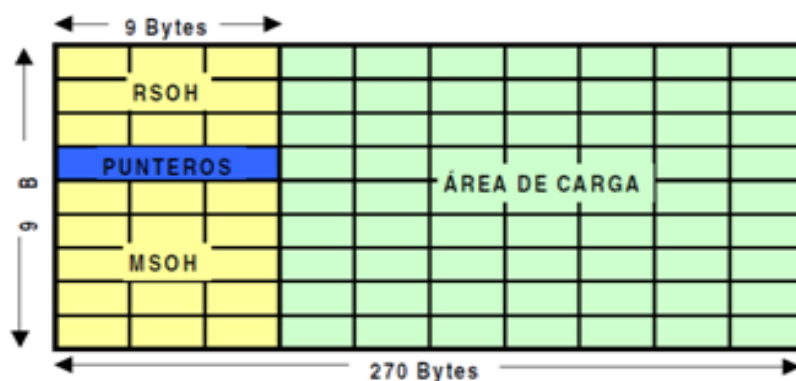 9 Bytes
RSOH
PUNTEROS
ÁREA DE CARGA
9 B
MSOH
270 Bytes